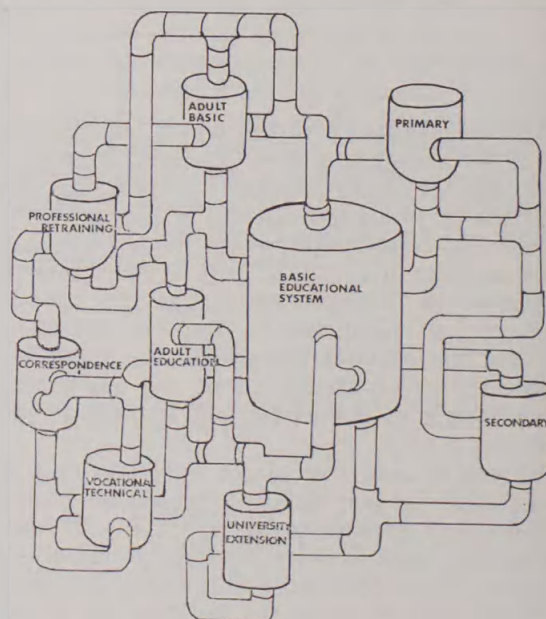 ADULT
BASIC
PRIMARY
PROFESSIONAL
RETRAINING
BASIC
EDUCATIONAL
SYSTEM
CORRESPONDENCE
ADULT
EDUCATION
SECONDARY
VOCATIONAL
TECHNICAL
UNIVERSITY
EXTENSION